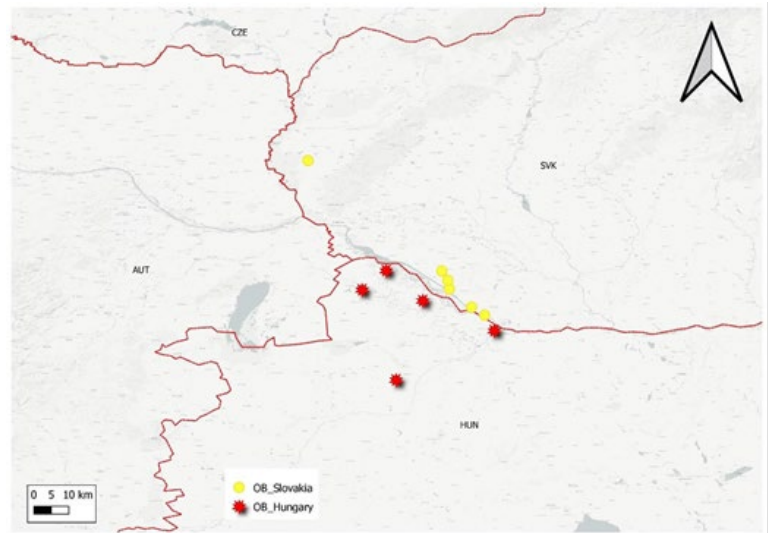 CZE
SVK
AUT
HUN
0 5 10 km
OB_Slovakia
OB_Hungary